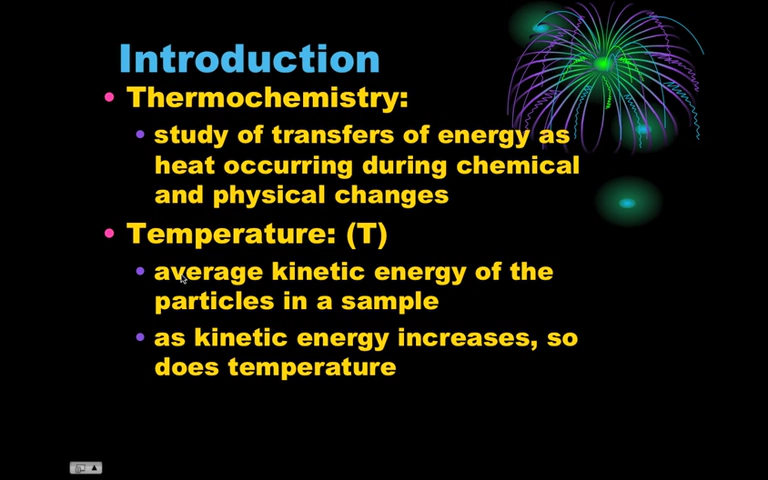 Introduction
• Thermochemistry:
• study of transfers of energy as
heat occurring during chemical
and physical changes
• Temperature: (T)
• average kinetic energy of the
particles in a sample
• as kinetic energy increases, so
does temperature